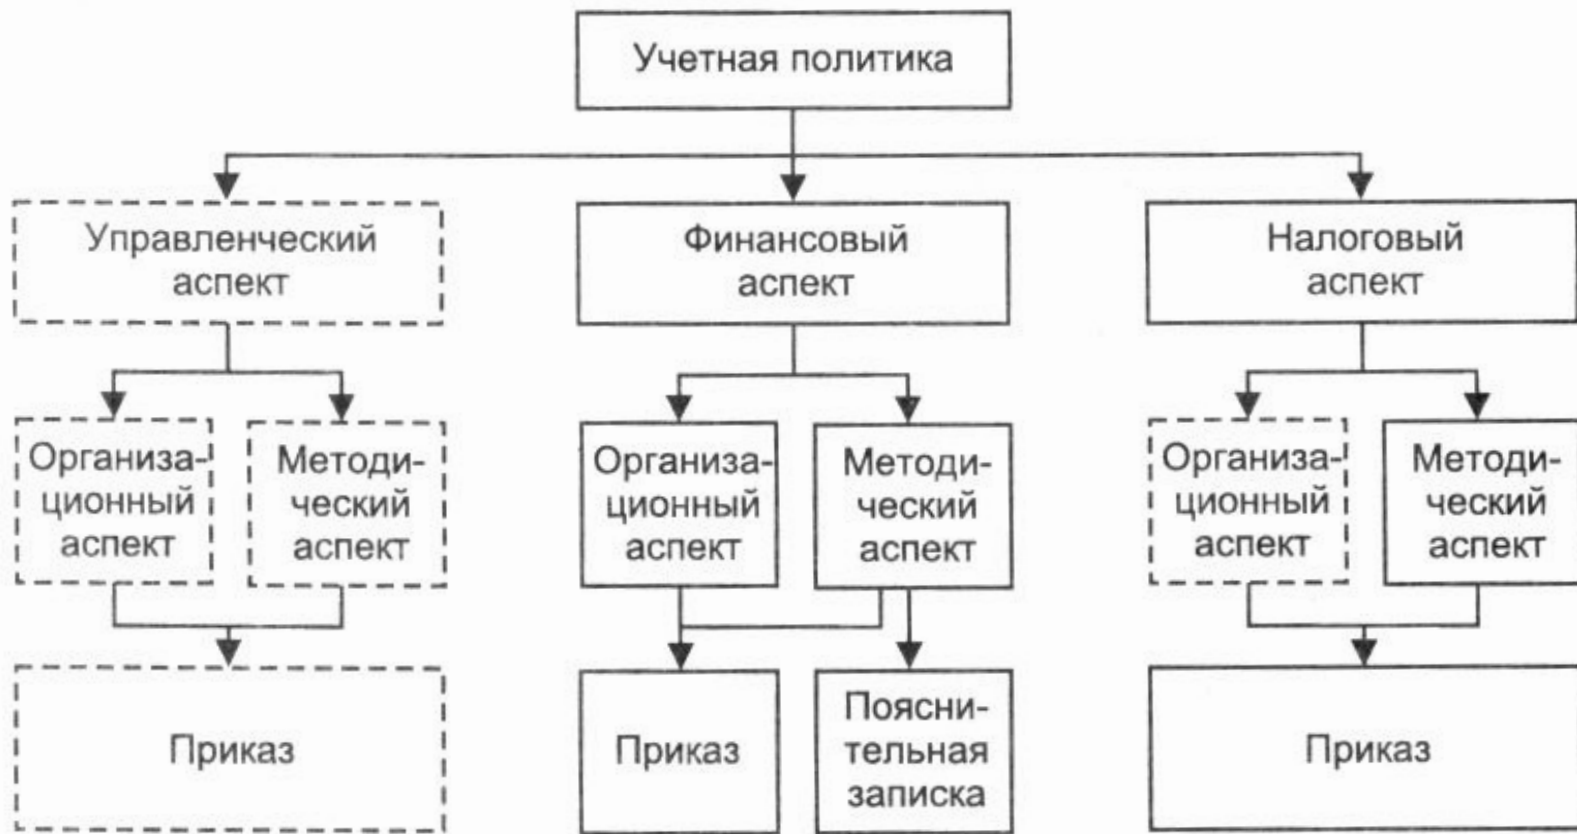 Учетная политика
Управленческий
аспект
Финансовый
аспект
Налоговый
аспект
Организа-
ционный
аспект
Методи-
ческий
аспект
Организа-
ционный
аспект
Методи-
ческий
аспект
Организа-
ционный
аспект
Методи-
ческий
аспект
Приказ
Приказ
Поясни-
тельная
записка
Приказ